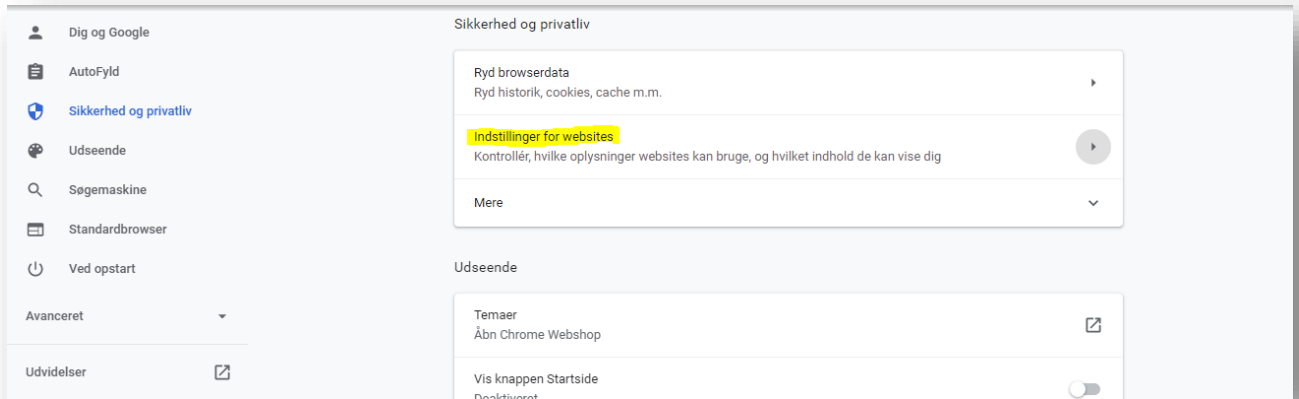 Dig og Google
AutoFyld
Sikkerhed og privatliv
Udseende
Søgemaskine
Standardbrowser
Ved opstart
Avanceret
Udvidelser
Sikkerhed og privatliv
Ryd browserdata
Ryd historik, cookies, cache m.m.
Indstillinger for websites
Kontrollér, hvilke oplysninger websites kan bruge, og hvilket indhold de kan vise dig
Mere
Udseende
Temaer
Åbn Chrome Webshop
Vis knappen Startside
Deaktiveret